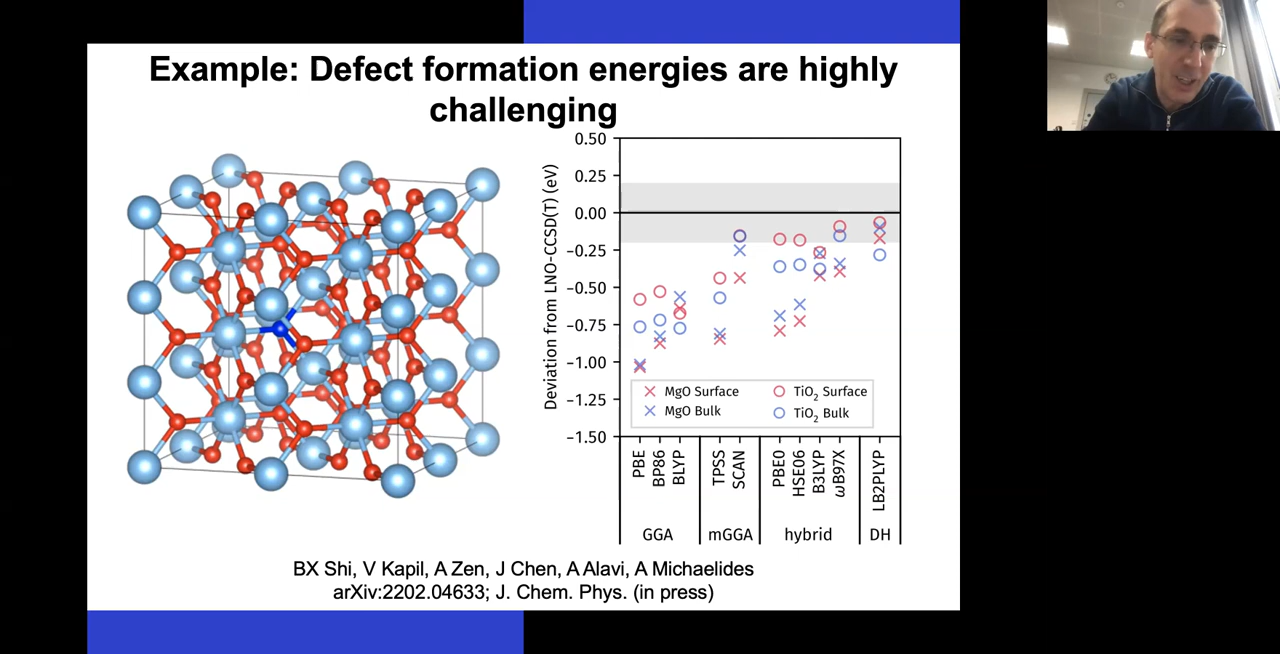 Example: Defect formation energies are highly
challenging
Deviation from LNO-CCSD(T) (eV)
0.50
0.25
0.00
−0.25
−0.50
−0.75
−1.00
−1.25
−1.50
MgO Surface
MgO Bulk
TiO2 Surface
TiO2 Bulk
PBE
BP86
BLYP
TPSS
SCAN
PBE0
HSE06
B3LYP
ωB97X
LB2PLYP
GGA
mGGA
hybrid
DH
BX Shi, V Kapil, A Zen, J Chen, A Alavi, A Michaelides
arXiv:2202.04633; J. Chem. Phys. (in press)